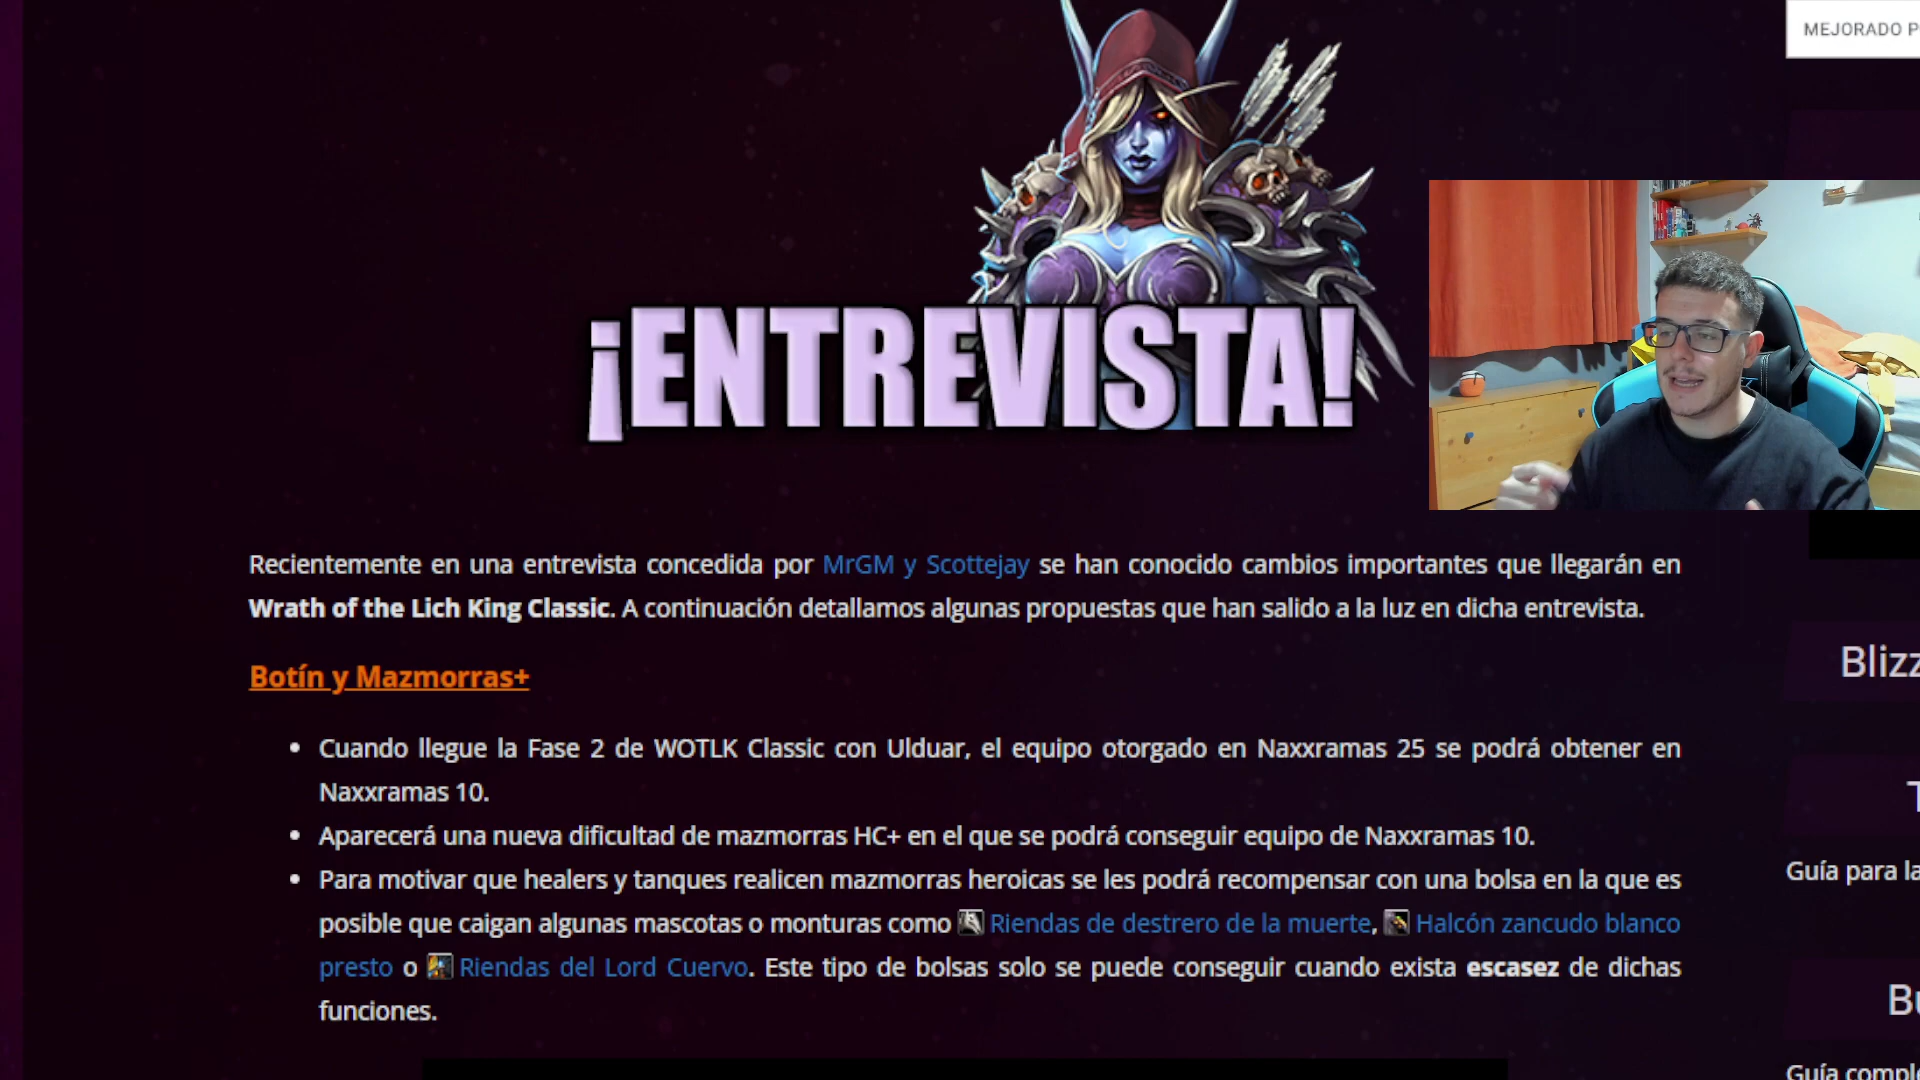 MEJORADO
¡ENTREVISTA!
Recientemente en una entrevista concedida por MrGM y Scottejay se han conocido cambios importantes que llegarán en
Wrath of the Lich King Classic. A continuación detallamos algunas propuestas que han salido a la luz en dicha entrevista.
Botín y Mazmorras+
• Cuando llegue la Fase 2 de WOTLK Classic con Ulduar, el equipo otorgado en Naxxramas 25 se podrá obtener en
Naxxramas 10.
• Aparecerá una nueva dificultad de mazmorras HC+ en el que se podrá conseguir equipo de Naxxramas 10.
• Para motivar que healers y tanques realicen mazmorras heroicas se les podrá recompensar con una bolsa en la que es
posible que caigan algunas mascotas o monturas como Riendas de destrero de la muerte, Halcón zancudo blanco
presto o Riendas del Lord Cuervo. Este tipo de bolsas solo se puede conseguir cuando exista escasez de dichas
funciones.
Blizz
Guía para la
Guía compl